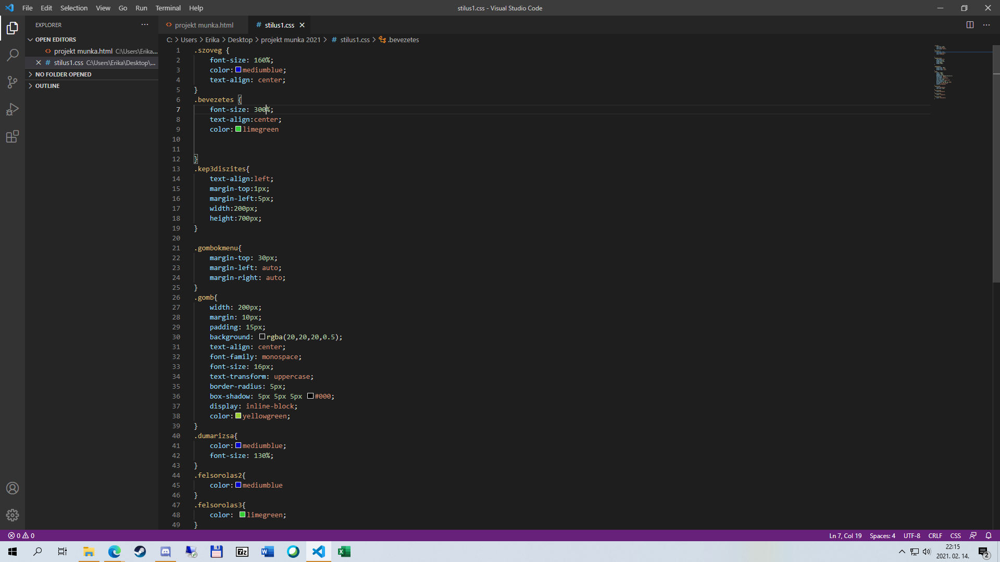 File Edit Selection View Go Run Terminal Help
stilus1.css - Visual Studio Code
EXPLORER
OPEN EDITORS
projekt munka.html C:\Users\Erika...
stilus1.css C:\Users\Erika\Desktop\...
NO FOLDER OPENED
OUTLINE
projekt munka.html
# stilus1.css
C: > Users > Erika > Desktop > projekt munka 2021 > # stilus1.css > .bevezetes
1 .szoveg {
2 font-size: 160%;
3 color: mediumblue;
4 text-align: center;
5 }
6 .bevezetes {
7 font-size: 300%;
8 text-align:center;
9 color: limegreen
10
11
12 }
13 .kep3diszites{
14 text-align:left;
15 margin-top:1px;
16 margin-left:5px;
17 width:200px;
18 height:700px;
19 }
20
21 .gombokmenu{
22 margin-top: 30px;
23 margin-left: auto;
24 margin-right: auto;
25 }
26 .gomb{
27 width: 200px;
28 margin: 10px;
29 padding: 15px;
30 background: rgba(20,20,20,0.5);
31 text-align: center;
32 font-family: monospace;
33 font-size: 16px;
34 text-transform: uppercase;
35 border-radius: 5px;
36 box-shadow: 5px 5px 5px #000;
37 display: inline-block;
38 color: yellowgreen;
39 }
40 .dumarizsa{
41 color: mediumblue;
42 font-size: 130%;
43 }
44 .felsorolas2{
45 color: mediumblue
46 }
47 .felsorolas3{
48 color: limegreen;
49 }
0 0
Ln 7, Col 19 Spaces: 4 UTF-8 CRLF CSS
7z
22:15
2021. 02. 14.
2